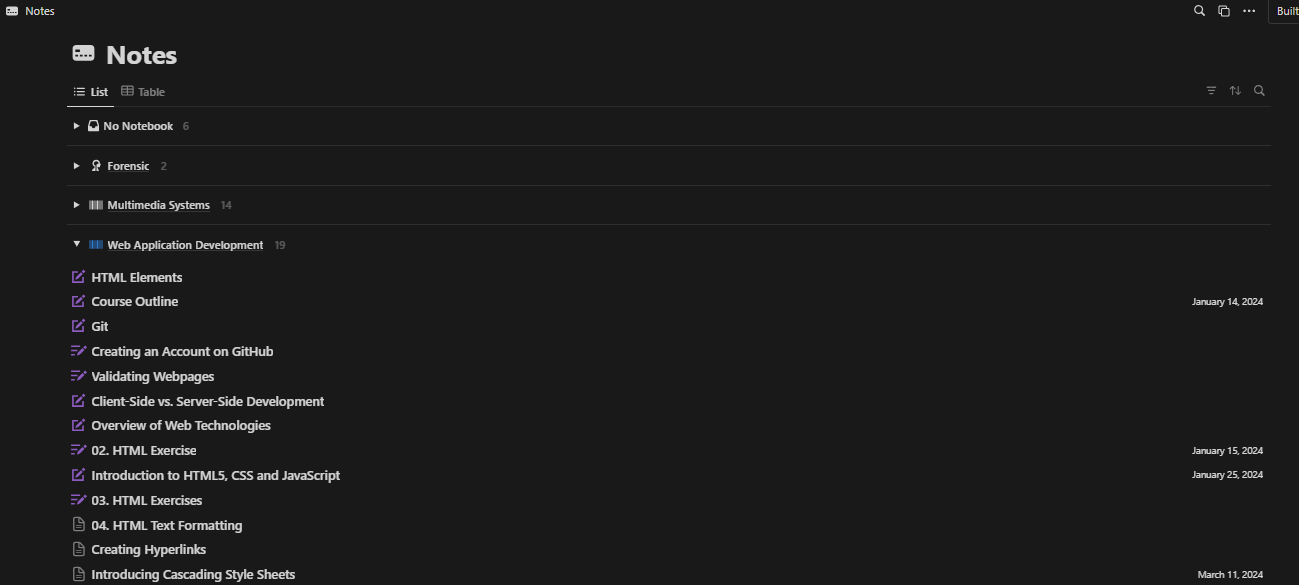 Notes
Built
Notes
List Table
No Notebook 6
Forensic 2
Multimedia Systems 14
Web Application Development 19
HTML Elements
Course Outline January 14, 2024
Git
Creating an Account on GitHub
Validating Webpages
Client-Side vs. Server-Side Development
Overview of Web Technologies
02. HTML Exercise January 15, 2024
Introduction to HTML5, CSS and JavaScript January 25, 2024
03. HTML Exercises
04. HTML Text Formatting
Creating Hyperlinks
Introducing Cascading Style Sheets March 11, 2024